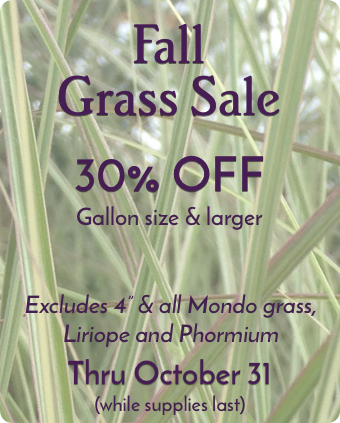 Fall
Grass Sale
30% OFF
Gallon size & larger
Excludes 4" & all Mondo grass,
Liriope and Phormium
Thru October 31
(while supplies last)